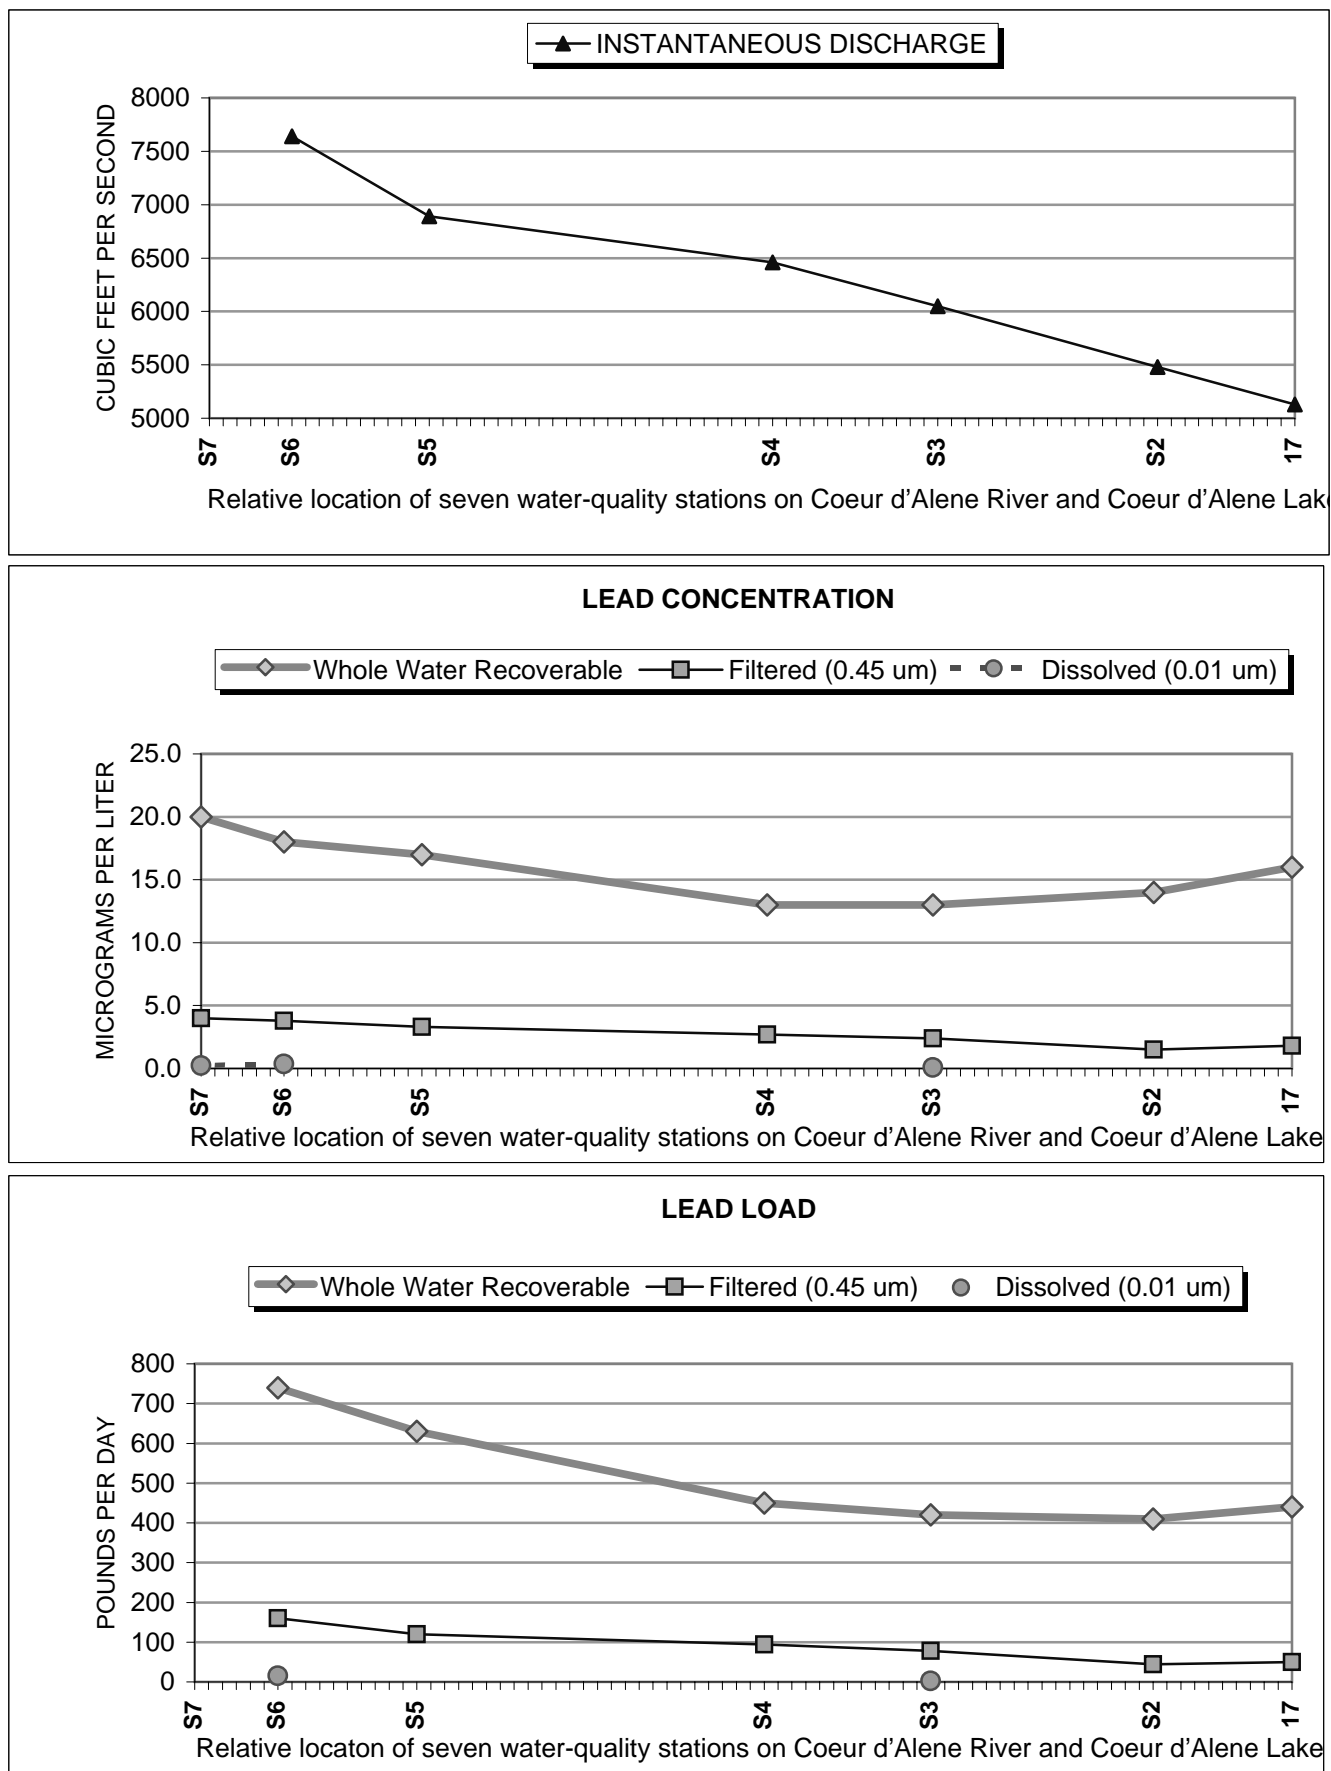 INSTANTANEOUS DISCHARGE
CUBIC FEET PER SECOND
8000
7500
7000
6500
6000
5500
5000
S7 S6 S5 S4 S3 S2 17
Relative location of seven water-quality stations on Coeur d’Alene River and Coeur d’Alene Lake
LEAD CONCENTRATION
Whole Water Recoverable Filtered (0.45 um) Dissolved (0.01 um)
MICROGRAMS PER LITER
25.0
20.0
15.0
10.0
5.0
0.0
S7 S6 S5 S4 S3 S2 17
Relative location of seven water-quality stations on Coeur d’Alene River and Coeur d’Alene Lake
LEAD LOAD
Whole Water Recoverable Filtered (0.45 um) Dissolved (0.01 um)
POUNDS PER DAY
800
700
600
500
400
300
200
100
0
S7 S6 S5 S4 S3 S2 17
Relative locaton of seven water-quality stations on Coeur d’Alene River and Coeur d’Alene Lake